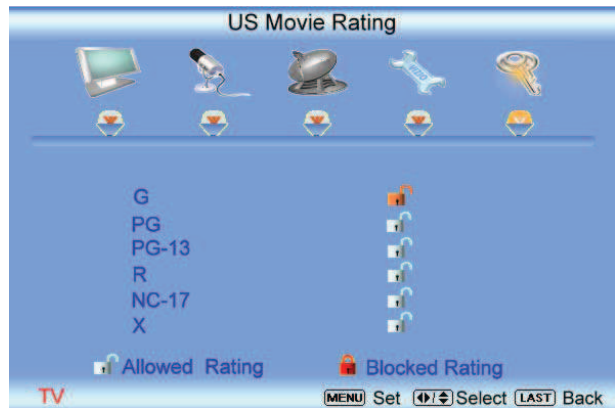 US Movie Rating
G
PG
PG-13
R
NC-17
X
Allowed Rating Blocked Rating
TV MENU Set Select LAST Back